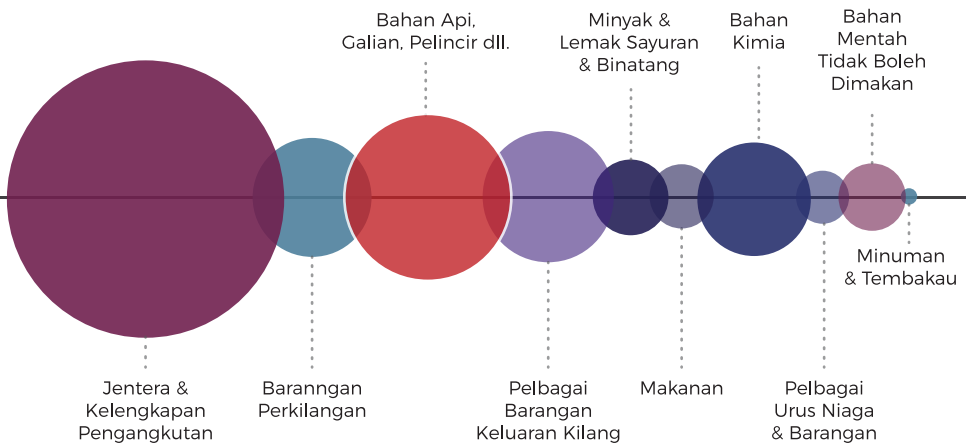 Bahan Api,
Galian, Pelincir dll.
Minyak &
Lemak Sayuran
& Binatang
Bahan
Kimia
Bahan
Mentah
Tidak Boleh
Dimakan
Minuman
& Tembakau
Jentera &
Kelengkapan
Pengangkutan
Baranngan
Perkilangan
Pelbagai
Barangan
Keluaran Kilang
Makanan
Pelbagai
Urus Niaga
& Barangan